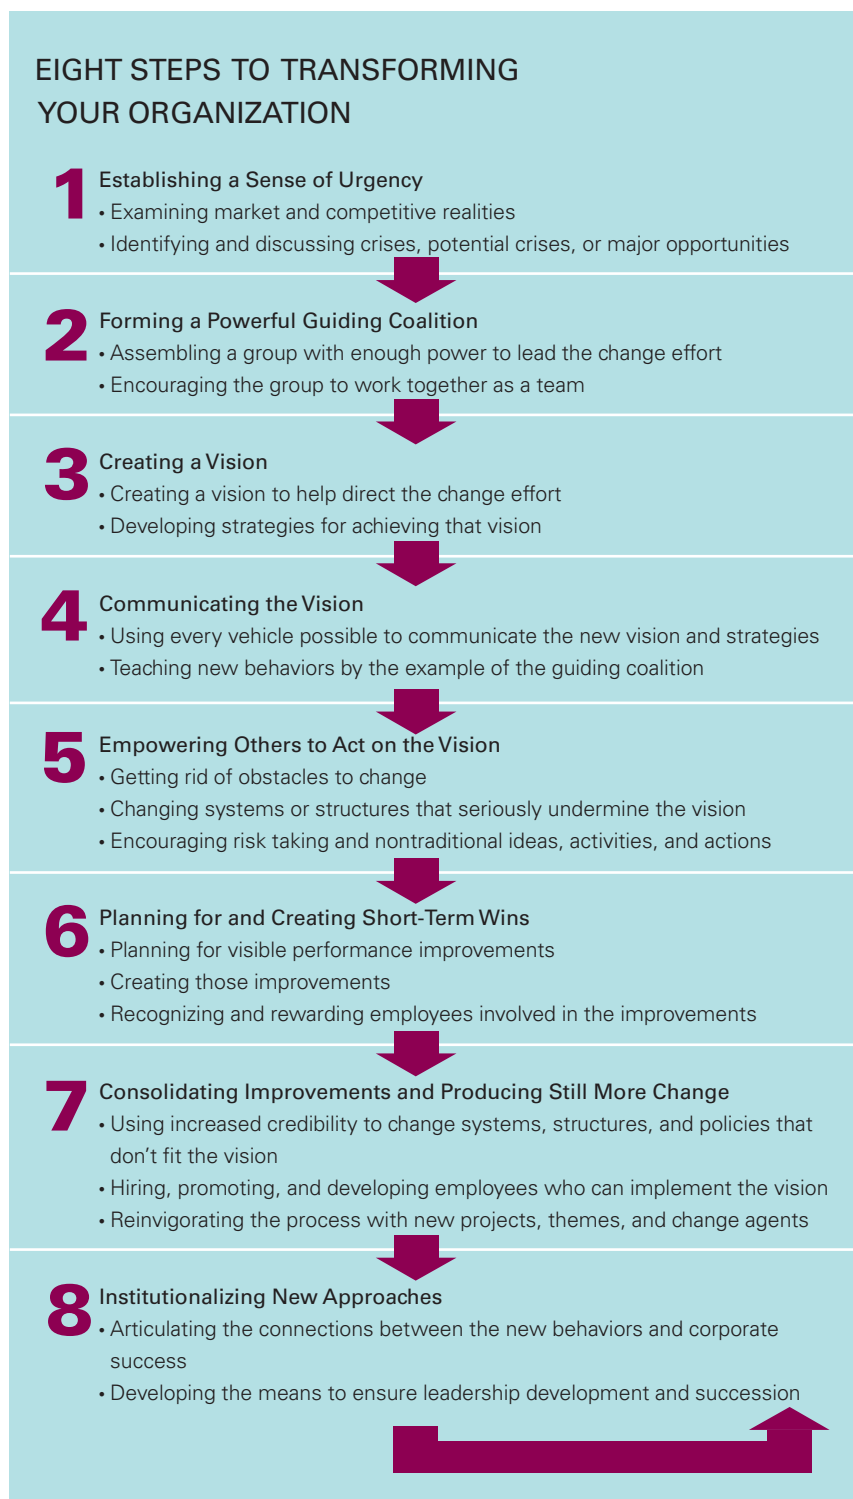 EIGHT STEPS TO TRANSFORMING
YOUR ORGANIZATION
1 Establishing a Sense of Urgency
• Examining market and competitive realities
• Identifying and discussing crises, potential crises, or major opportunities
2 Forming a Powerful Guiding Coalition
• Assembling a group with enough power to lead the change effort
• Encouraging the group to work together as a team
3 Creating a Vision
• Creating a vision to help direct the change effort
• Developing strategies for achieving that vision
4 Communicating the Vision
• Using every vehicle possible to communicate the new vision and strategies
• Teaching new behaviors by the example of the guiding coalition
5 Empowering Others to Act on the Vision
• Getting rid of obstacles to change
• Changing systems or structures that seriously undermine the vision
• Encouraging risk taking and nontraditional ideas, activities, and actions
6 Planning for and Creating Short-Term Wins
• Planning for visible performance improvements
• Creating those improvements
• Recognizing and rewarding employees involved in the improvements
7 Consolidating Improvements and Producing Still More Change
• Using increased credibility to change systems, structures, and policies that
don't fit the vision
• Hiring, promoting, and developing employees who can implement the vision
• Reinvigorating the process with new projects, themes, and change agents
8 Institutionalizing New Approaches
• Articulating the connections between the new behaviors and corporate
success
• Developing the means to ensure leadership development and succession